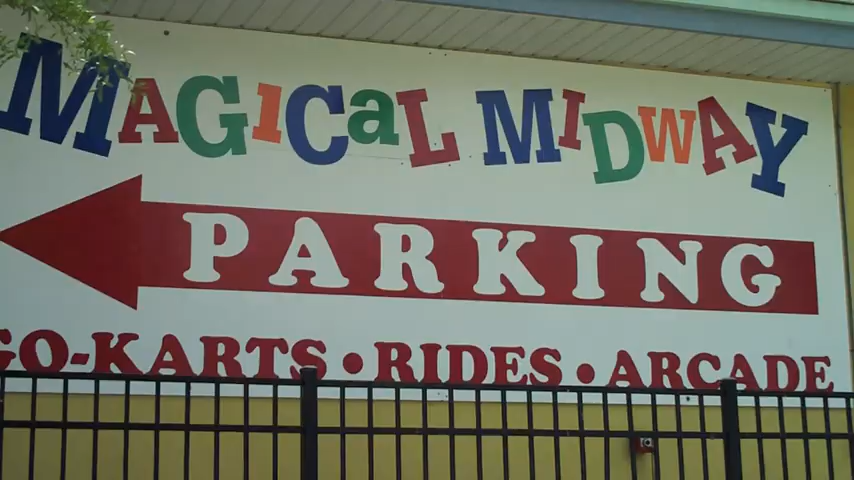 MAGICaL MIDWAY
PARKING
GO-KARTS • RIDES • ARCADE